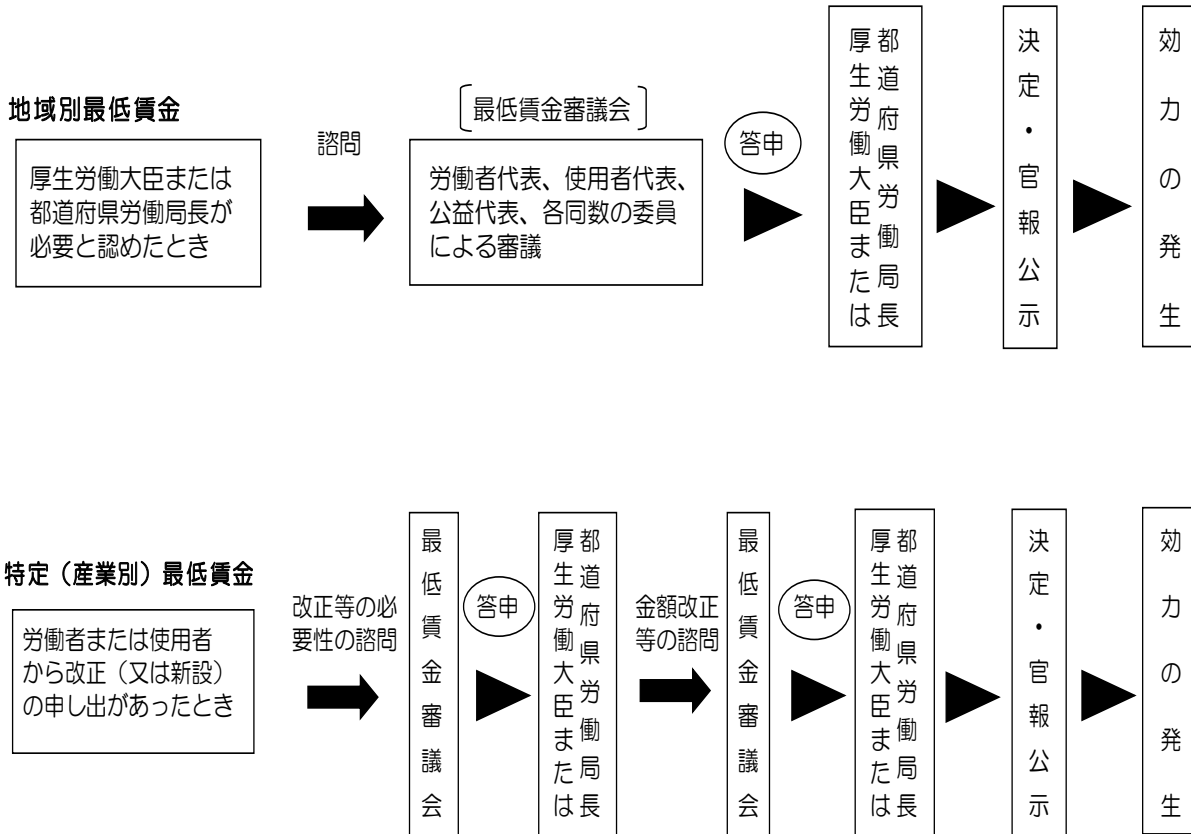 地域別最低賃金
厚生労働大臣または
都道府県労働局長が
必要と認めたとき
諮問
最低賃金審議会
労働者代表、使用者代表、
公益代表、各同数の委員
による審議
答申
厚生労働大臣または
都道府県労働局長
決定・官報公示
効力の発生
特定（産業別）最低賃金
労働者または使用者
から改正（又は新設）
の申し出があったとき
改正等の必
要性の諮問
最低賃金審議会
答申
厚生労働大臣または
都道府県労働局長
金額改正
等の諮問
最低賃金審議会
答申
厚生労働大臣または
都道府県労働局長
決定・官報公示
効力の発生